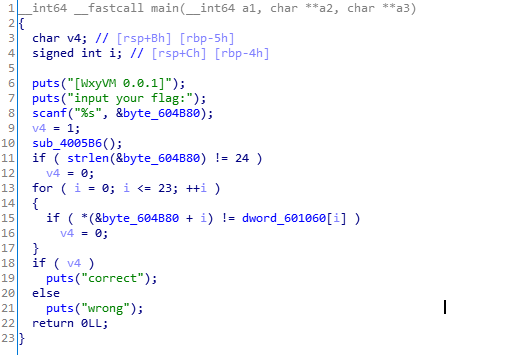 1 __int64 __fastcall main(__int64 a1, char **a2, char **a3)
2 {
3 char v4; // [rsp+Bh] [rbp-5h]
4 signed int i; // [rsp+Ch] [rbp-4h]
5
6 puts("[WxyVM 0.0.1]");
7 puts("input your flag:");
8 scanf("%s", &byte_604B80);
9 v4 = 1;
10 sub_4005B6();
11 if ( strlen(&byte_604B80) != 24 )
12 v4 = 0;
13 for ( i = 0; i <= 23; ++i )
14 {
15 if ( *(&byte_604B80 + i) != dword_601060[i] )
16 v4 = 0;
17 }
18 if ( v4 )
19 puts("correct");
20 else
21 puts("wrong");
22 return 0LL;
23 }